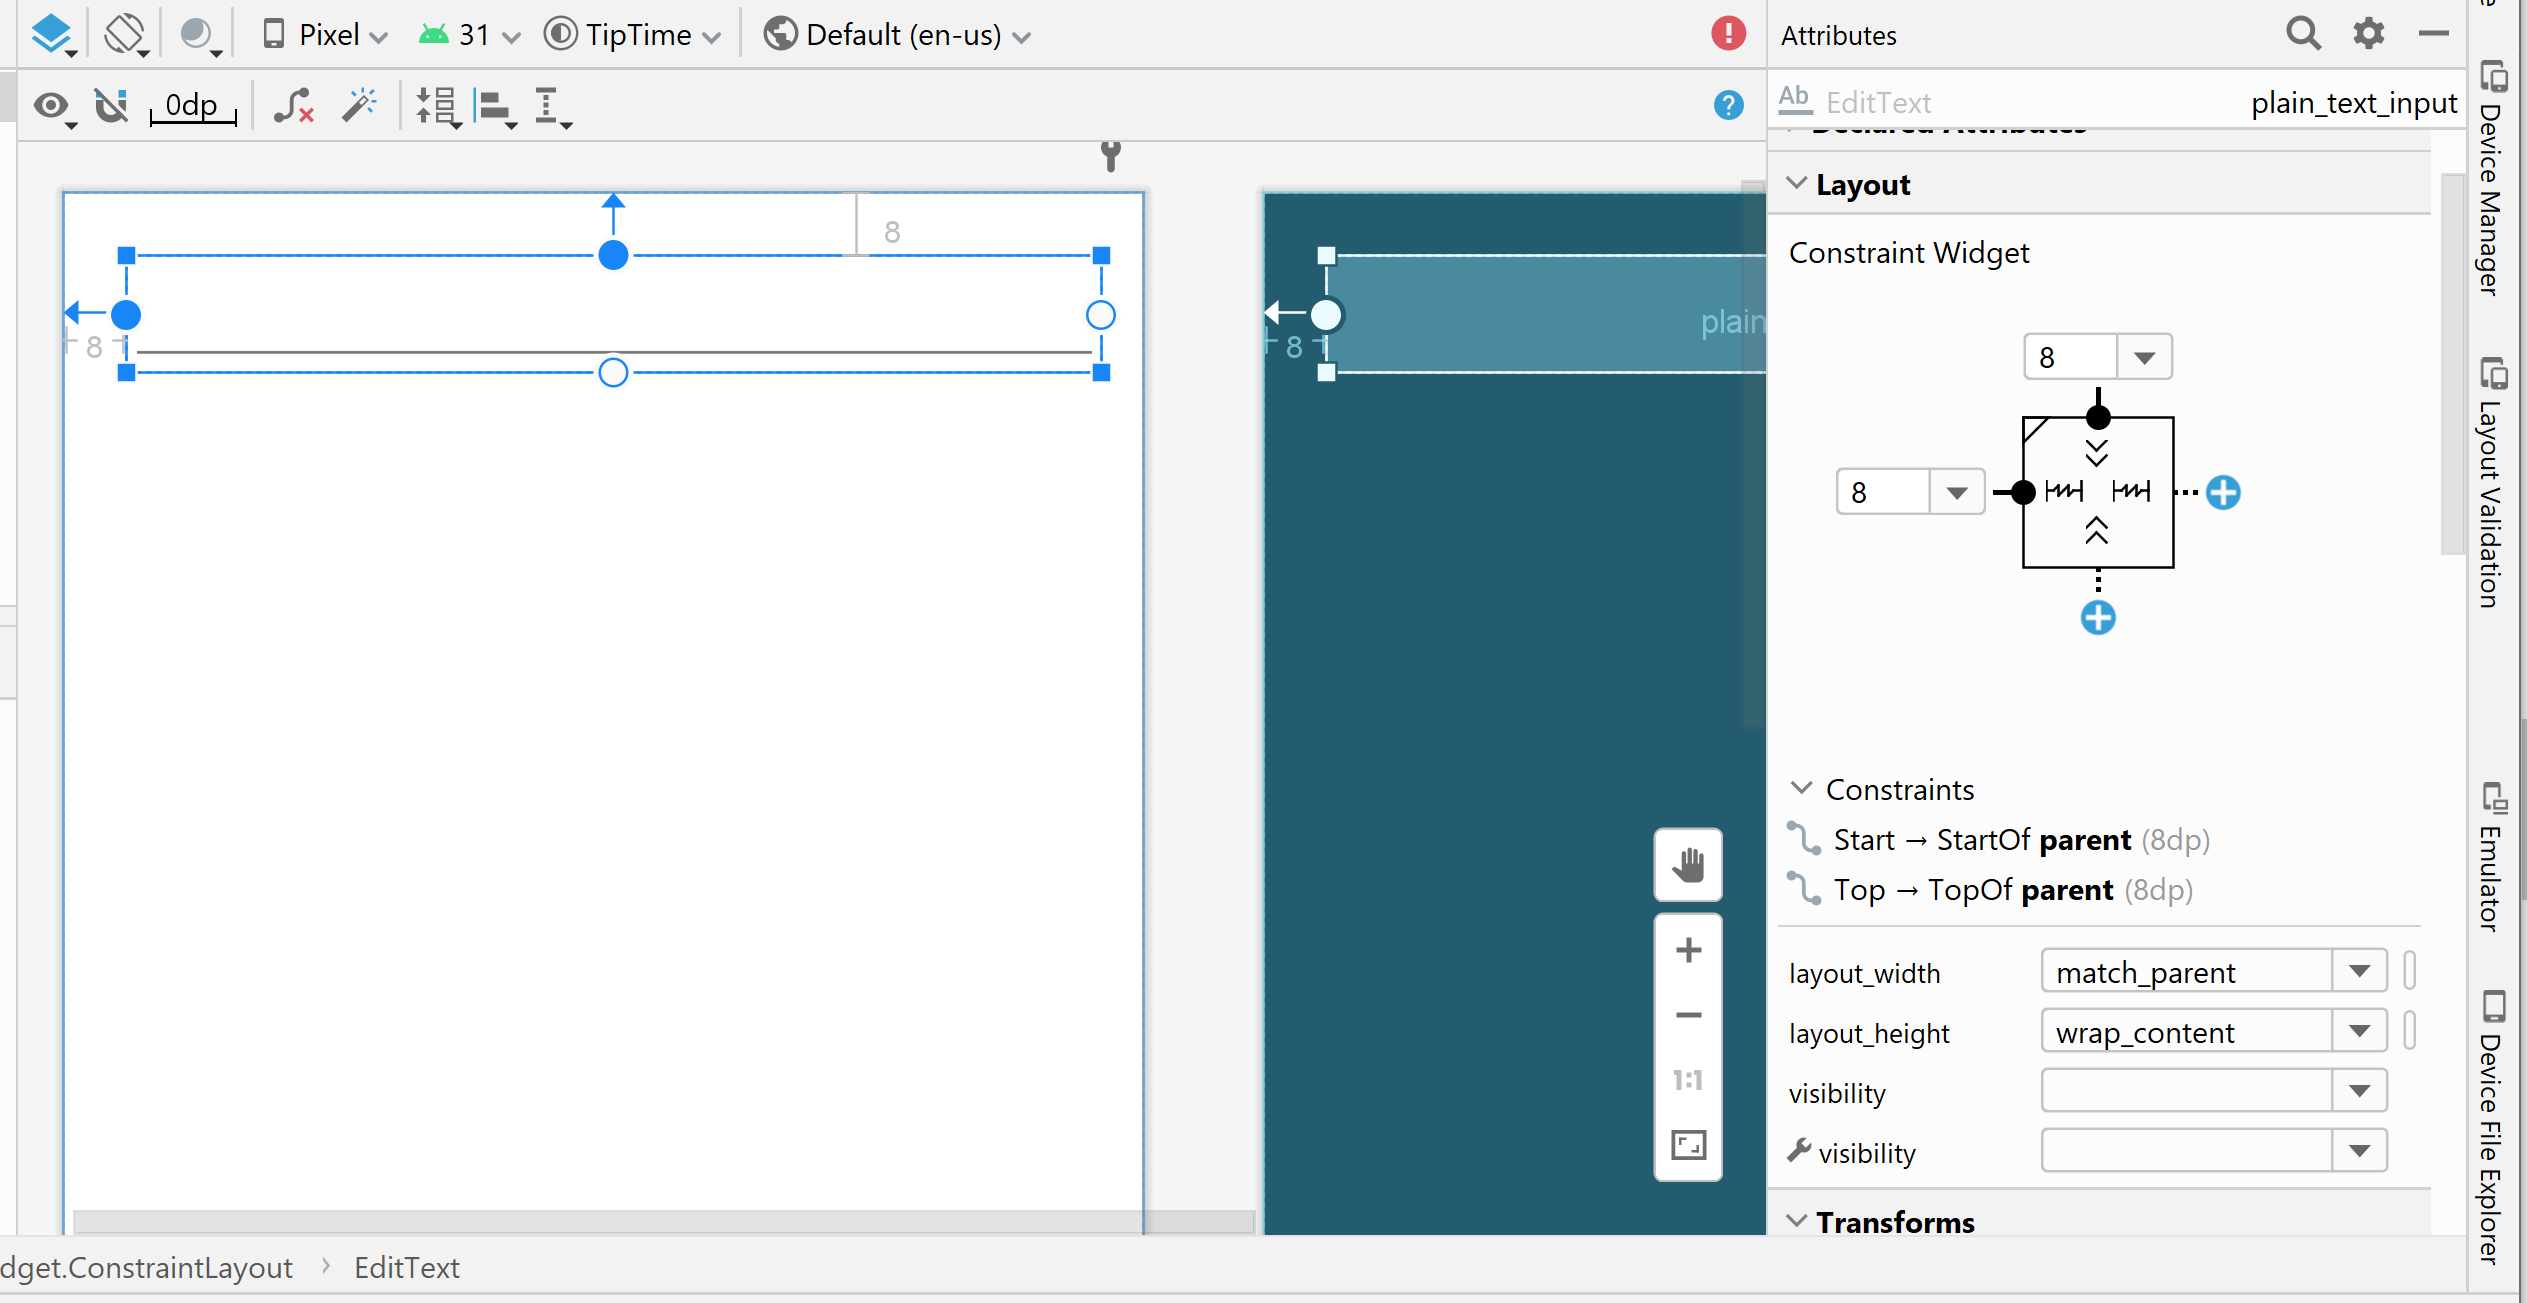 Pixel 31 TipTime Default (en-us)
Attributes
0dp
Ab EditText plain_text_input
Declared Attributes
Layout
Constraint Widget
8
8
8
8
plain
8
8
Constraints
Start → StartOf parent (8dp)
Top → TopOf parent (8dp)
layout_width match_parent
layout_height wrap_content
visibility
visibility
Transforms
1:1
dget.ConstraintLayout › EditText
Device Manager
Layout Validation
Emulator
Device File Explorer